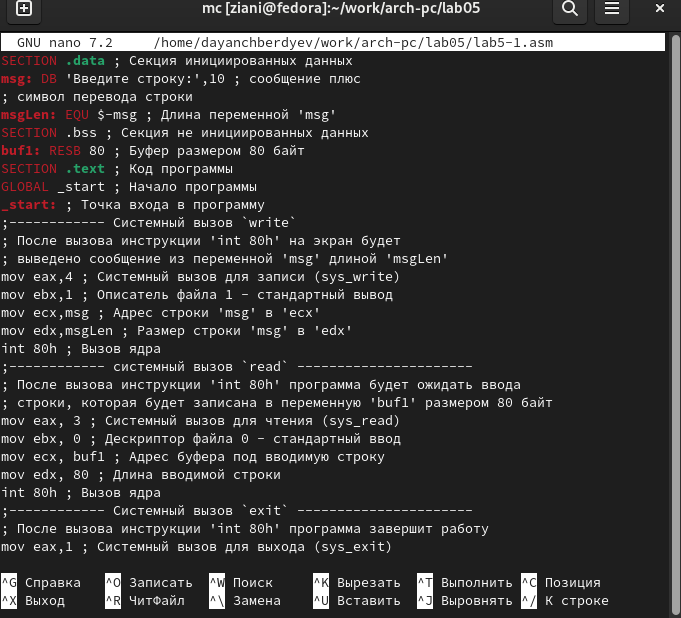 mc [ziani@fedora]:~/work/arch-pc/lab05
GNU nano 7.2 /home/dayanchberdyev/work/arch-pc/lab05/lab5-1.asm
SECTION .data ; Секция инициированных данных
msg: DB 'Введите строку:',10 ; сообщение плюс
; символ перевода строки
msgLen: EQU $-msg ; Длина переменной 'msg'
SECTION .bss ; Секция не инициированных данных
buf1: RESB 80 ; Буфер размером 80 байт
SECTION .text ; Код программы
GLOBAL _start ; Начало программы
_start: ; Точка входа в программу
;------------ Системный вызов `write`
; После вызова инструкции 'int 80h' на экран будет
; выведено сообщение из переменной 'msg' длиной 'msgLen'
mov eax,4 ; Системный вызов для записи (sys_write)
mov ebx,1 ; Описатель файла 1 - стандартный вывод
mov ecx,msg ; Адрес строки 'msg' в 'ecx'
mov edx,msgLen ; Размер строки 'msg' в 'edx'
int 80h ; Вызов ядра
;------------ системный вызов `read` ----------------------
; После вызова инструкции 'int 80h' программа будет ожидать ввода
; строки, которая будет записана в переменную 'buf1' размером 80 байт
mov eax, 3 ; Системный вызов для чтения (sys_read)
mov ebx, 0 ; Дескриптор файла 0 - стандартный ввод
mov ecx, buf1 ; Адрес буфера под вводимую строку
mov edx, 80 ; Длина вводимой строки
int 80h ; Вызов ядра
;------------ Системный вызов `exit` ----------------------
; После вызова инструкции 'int 80h' программа завершит работу
mov eax,1 ; Системный вызов для выхода (sys_exit)
^G Справка ^O Записать ^W Поиск ^K Вырезать ^T Выполнить ^C Позиция
^X Выход ^R ЧитФайл ^\ Замена ^U Вставить ^J Выровнять ^/ К строке